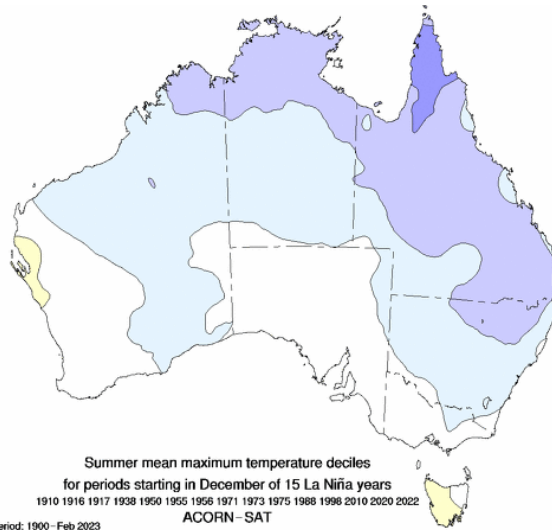 Summer mean maximum temperature deciles
for periods starting in December of 15 La Niña years
1910 1916 1917 1938 1950 1955 1956 1971 1973 1975 1988 1998 2010 2020 2022
ACORN-SAT
eriod: 1900-Feb 2023